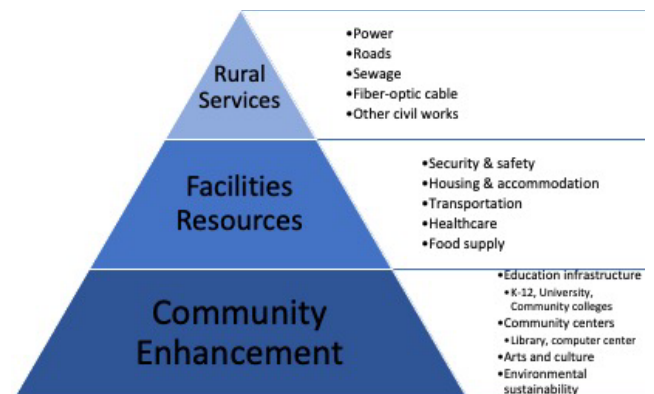 Rural
Services
•Power
•Roads
•Sewage
•Fiber-optic cable
•Other civil works
Facilities
Resources
•Security & safety
•Housing & accommodation
•Transportation
•Healthcare
•Food supply
Community
Enhancement
•Education infrastructure
•K-12, University,
Community colleges
•Community centers
•Library, computer center
•Arts and culture
•Environmental
sustainability